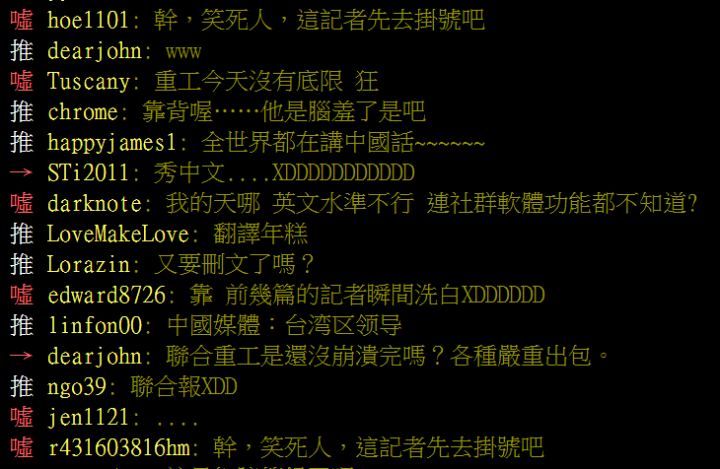 噓 hoe1101: 幹，笑死人，這記者先去掛號吧
推 dearjohn: www
噓 Tuscany: 重工今天沒有底限 狂
推 chrome: 靠背喔……他是腦羞了是吧
推 happyjames1: 全世界都在講中國話~~~~~~
→ STi2011: 秀中文....XDDDDDDDDDDDD
噓 darknote: 我的天哪 英文水準不行 連社群軟體功能都不知道?
推 LoveMakeLove: 翻譯年糕
推 Lorazin: 又要刪文了嗎？
噓 edward8726: 靠 前幾篇的記者瞬間洗白XDDDDDD
推 linfon00: 中國媒體：台湾区领导
→ dearjohn: 聯合重工是還沒崩潰完嗎？各種嚴重出包。
推 ngo39: 聯合報XDD
噓 jen1121: ....
噓 r431603816hm: 幹，笑死人，這記者先去掛號吧